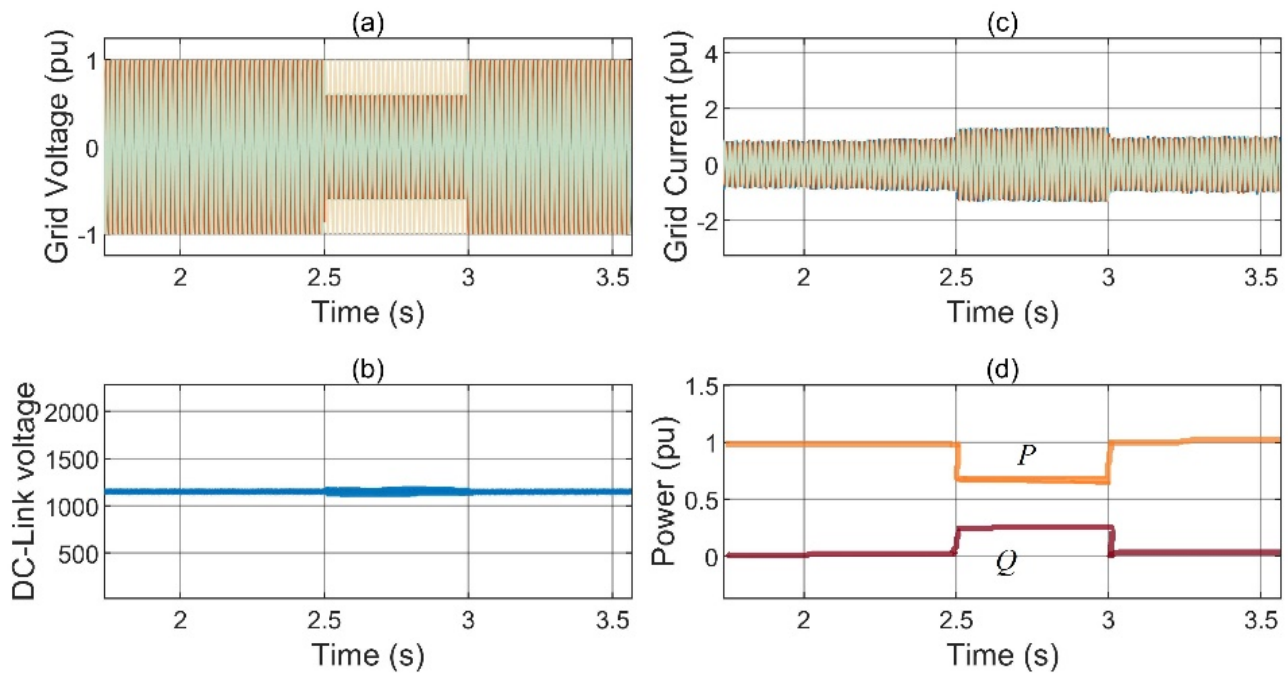 (a)
Grid Voltage (pu)
1
0
-1
2
2.5
3
3.5
Time (s)
(c)
Grid Current (pu)
4
2
0
-2
2
2.5
3
3.5
Time (s)
(b)
DC-Link voltage
2000
1500
1000
500
2
2.5
3
3.5
Time (s)
(d)
Power (pu)
1.5
1
0.5
0
P
Q
2
2.5
3
3.5
Time (s)